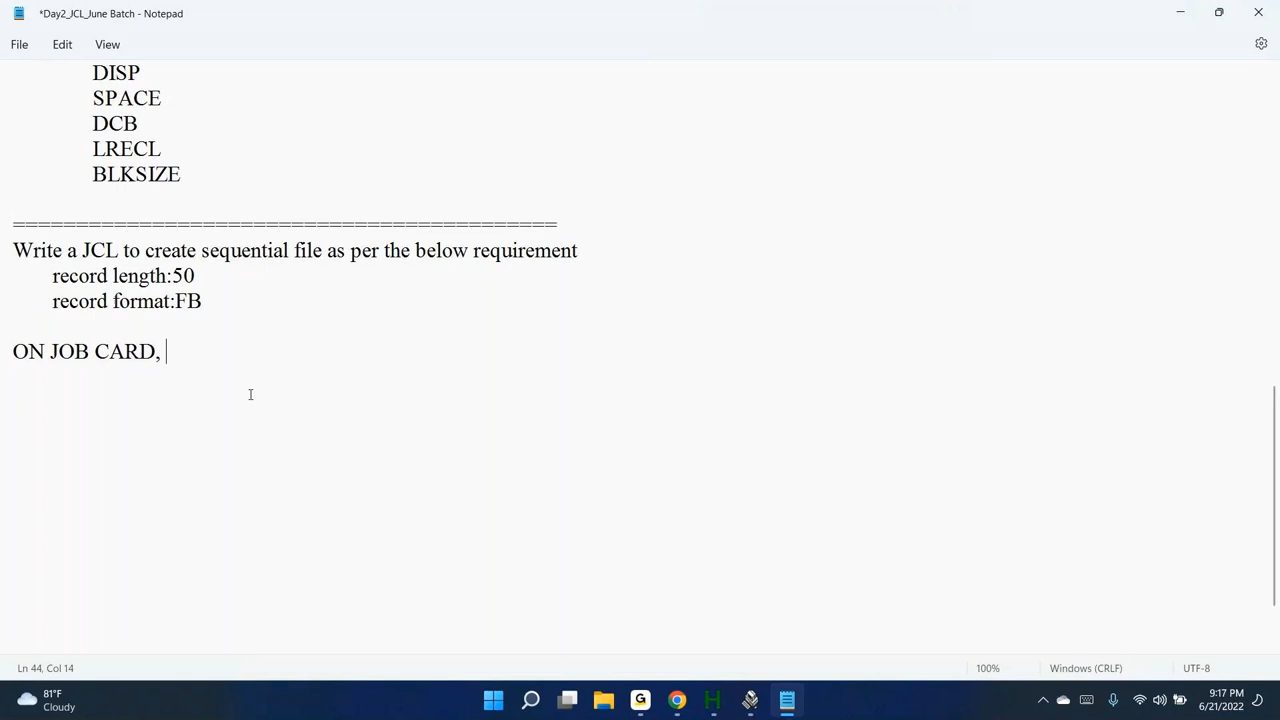 *Day2_JCL_June Batch - Notepad
File Edit View
DISP
SPACE
DCB
LRECL
BLKSIZE
===========================================
Write a JCL to create sequential file as per the below requirement
record length:50
record format:FB
ON JOB CARD,
Ln 44, Col 14 100% Windows (CRLF) UTF-8
81°F
Cloudy
G
H
9:17 PM
6/21/2022